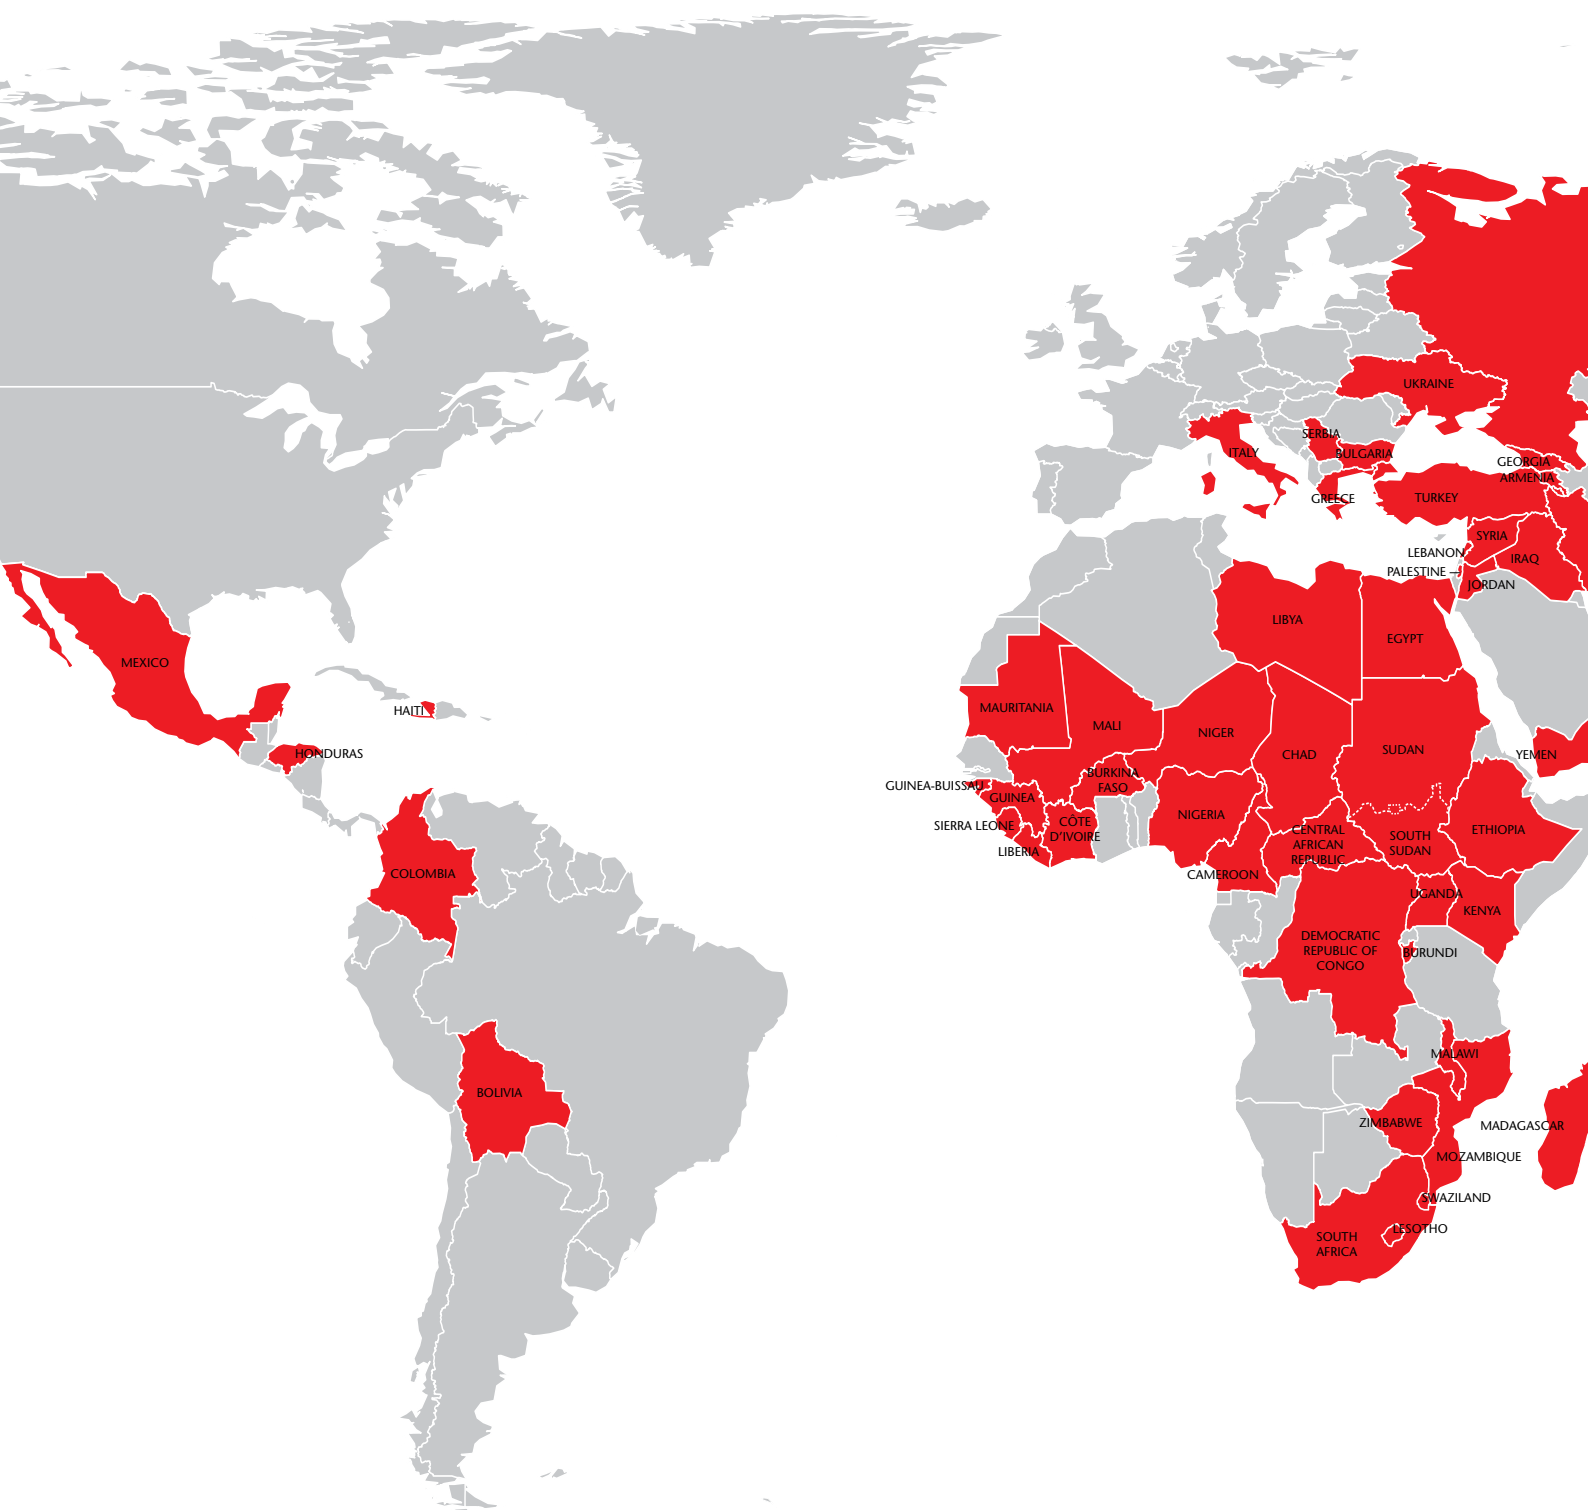 UKRAINE
SERBIA
ITALY
BULGARIA
GEORGIA
ARMENIA
GREECE
TURKEY
SYRIA
LEBANON
IRAQ
PALESTINE
JORDAN
LIBYA
EGYPT
MEXICO
HAITI
HONDURAS
MAURITANIA
MALI
NIGER
CHAD
SUDAN
YEMEN
GUINEA-BUISSAU
GUINEA
BURKINA
FASO
SIERRA LEONE
LIBERIA
CÔTE
D'IVOIRE
NIGERIA
CENTRAL
AFRICAN
REPUBLIC
SOUTH
SUDAN
ETHIOPIA
CAMEROON
COLOMBIA
UGANDA
KENYA
DEMOCRATIC
REPUBLIC OF
CONGO
BURUNDI
MALAWI
BOLIVIA
ZIMBABWE
MADAGASCAR
MOZAMBIQUE
SWAZILAND
LESOTHO
SOUTH
AFRICA